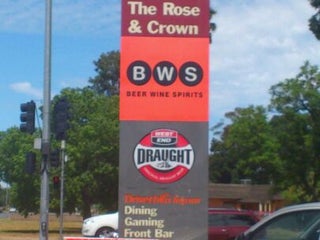 The Rose
& Crown
BWS
BEER WINE SPIRITS
WEST
END
DRAUGHT
Dining
Gaming
Front Bar